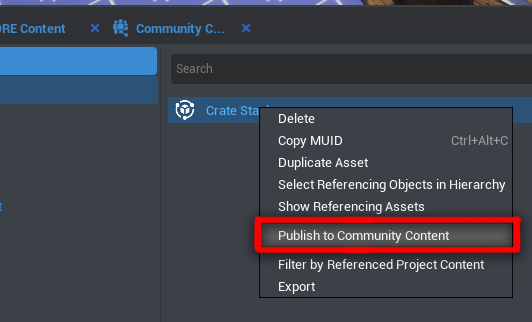 ORE Content
Community C...
Search
Crate Sta
Delete
Copy MUID Ctrl+Alt+C
Duplicate Asset
Select Referencing Objects in Hierarchy
Show Referencing Assets
Publish to Community Content
Filter by Referenced Project Content
Export